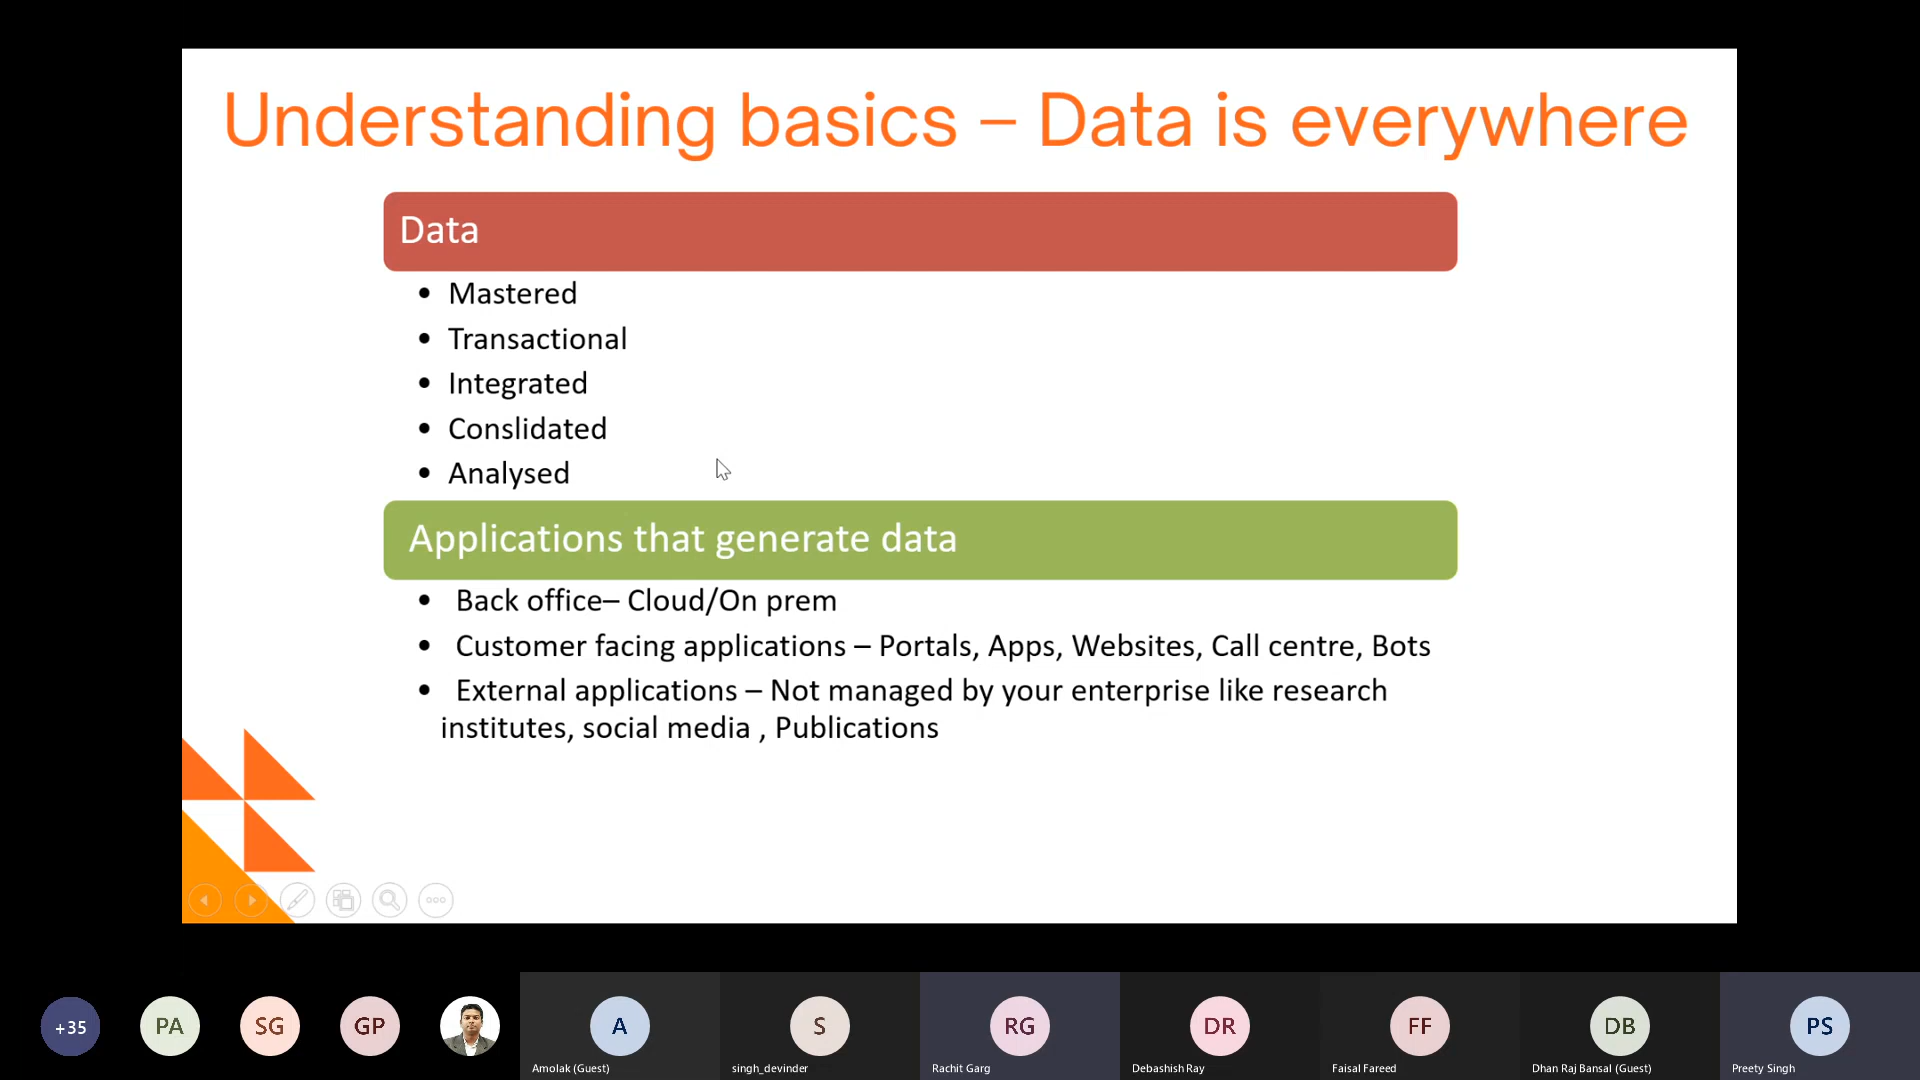 Understanding basics – Data is everywhere
Data
• Mastered
• Transactional
• Integrated
• Conslidated
• Analysed
Applications that generate data
• Back office– Cloud/On prem
• Customer facing applications – Portals, Apps, Websites, Call centre, Bots
• External applications – Not managed by your enterprise like research
institutes, social media , Publications
+35
PA
SG
GP
A
S
RG
DR
FF
DB
PS
Amolak (Guest)
singh_devinder
Rachit Garg
Debashish Ray
Faisal Fareed
Dhan Raj Bansal (Guest)
Preety Singh